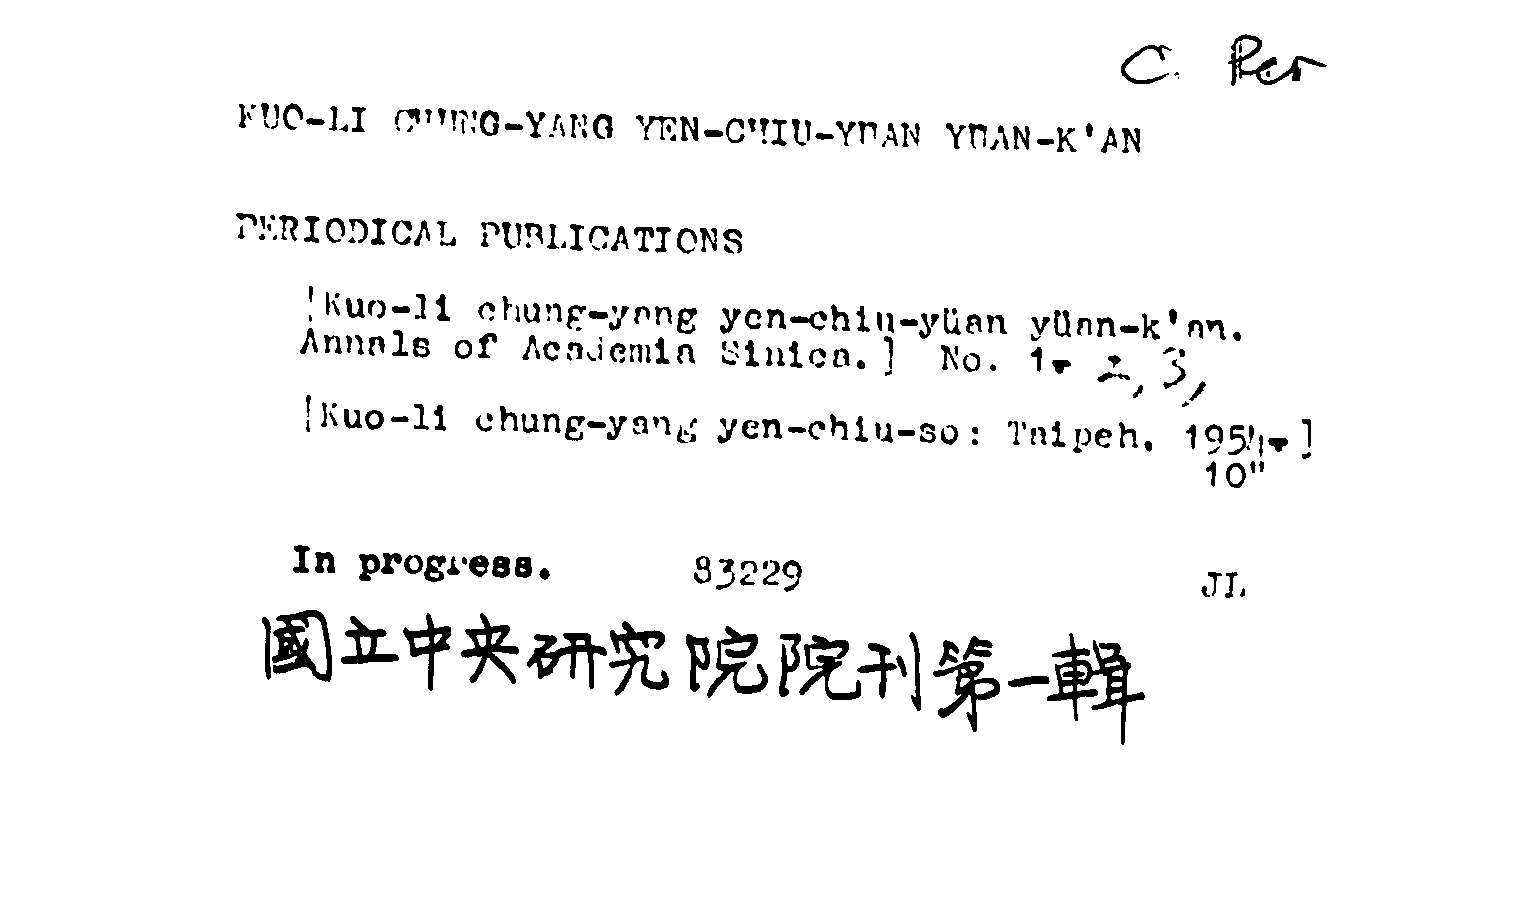 C. Per
KUO-LI CHUNG-YANG YEN-CHIU-YUAN YUAN-K'AN
PERIODICAL PUBLICATIONS
[Kuo-li chung-yang yen-chiu-yüan yüan-k'an.
Annals of Academia Sinica.] No. 1- 2, 3,
[Kuo-li chung-yang yen-chiu-so: Taipeh. 1954-]
10"
In progress. 83229 JL
國立中央研究院院刊第一輯